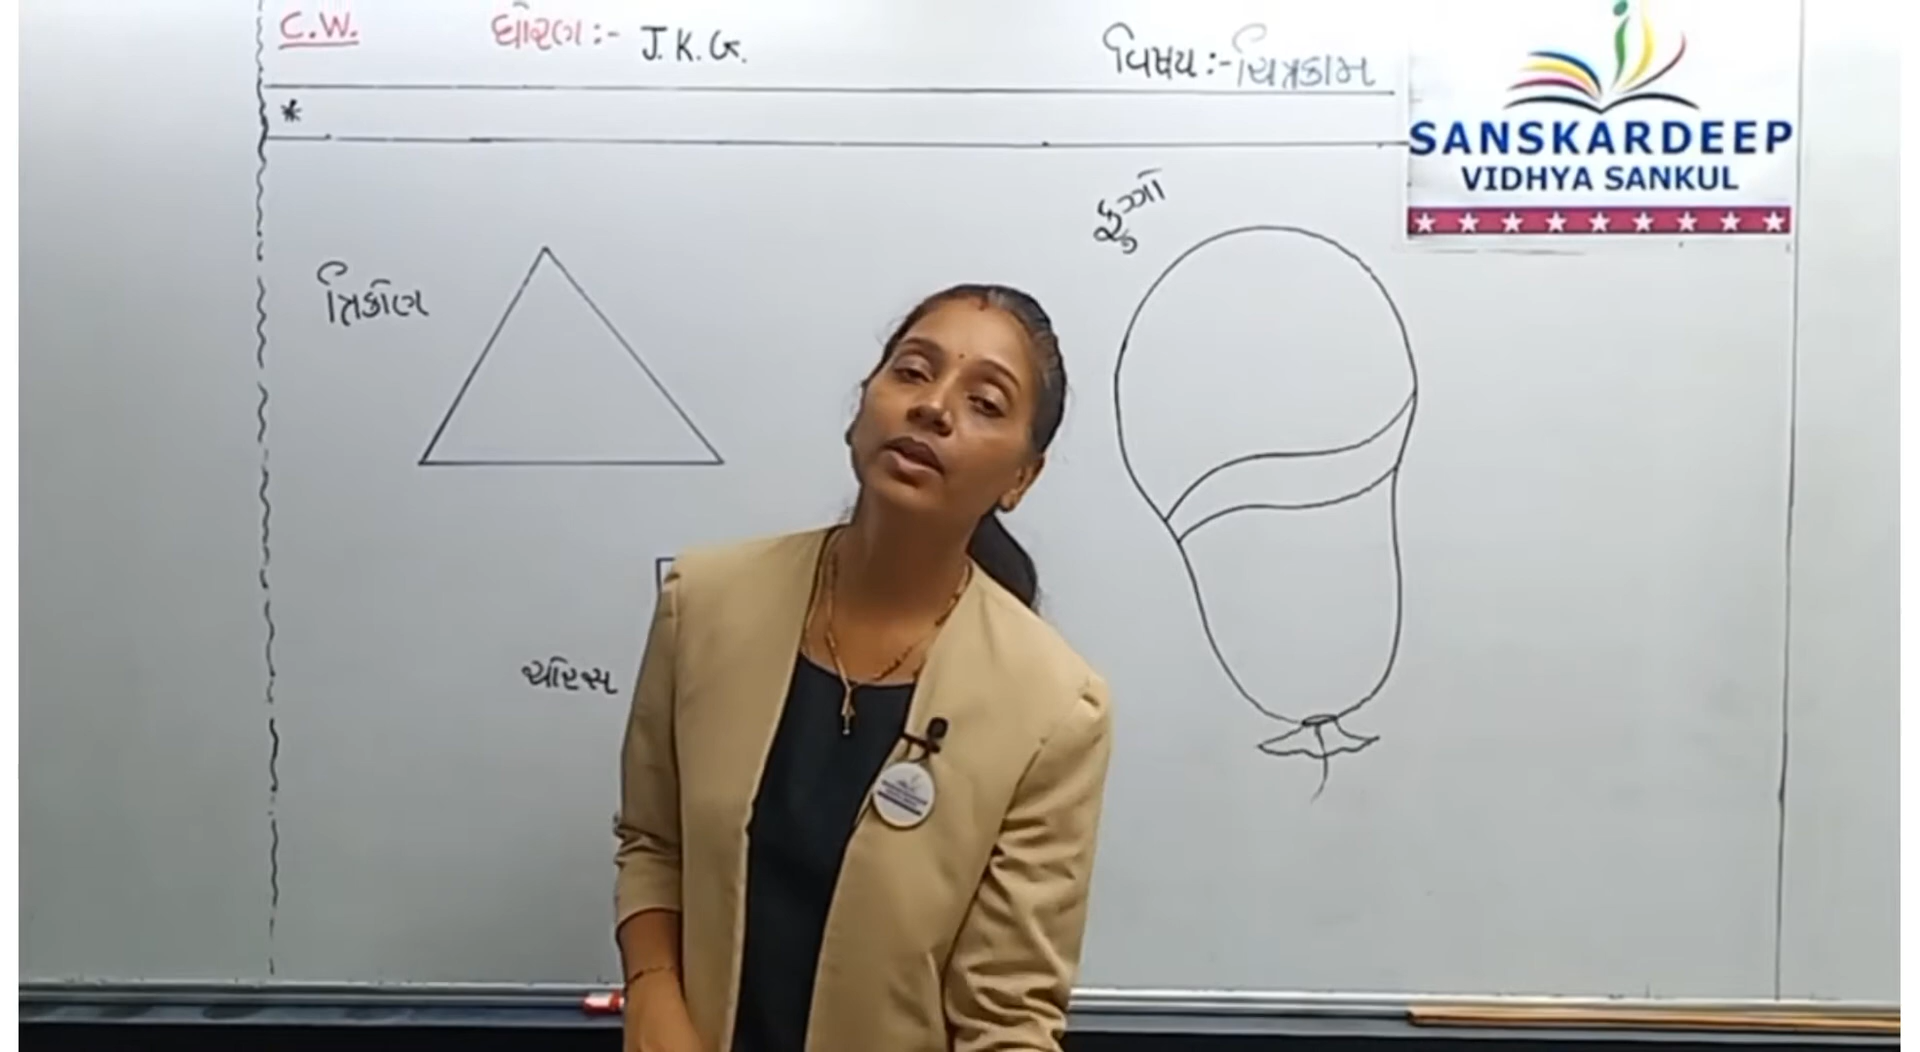 C.W. ધોરણ :- J.K.G. વિષય :- ચિત્રકામ
*
SANSKARDEEP
VIDHYA SANKUL
ફુગ્ગો
ત્રિકોણ
ચોરસ